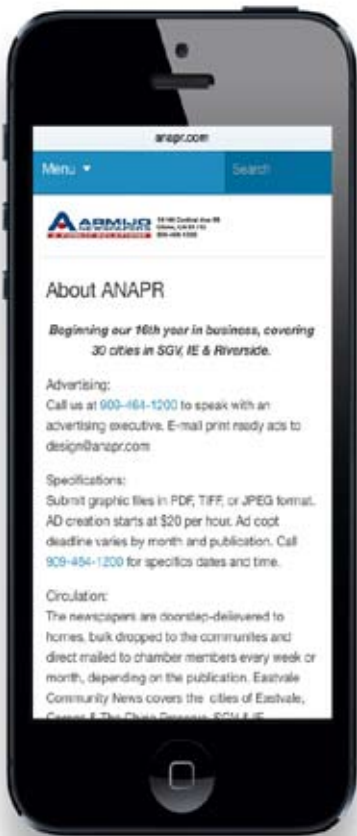 anapr.com
Menu
Search
ARMIJO
NEWSPAPERS
& PUBLIC RELATIONS
About ANAPR
Beginning our 16th year in business, covering
30 cities in SGV, IE & Riverside.
Advertising:
Call us at 909-464-1200 to speak with an
advertising executive. E-mail print ready ads to
design@anapr.com
Specifications:
Submit graphic files in PDF, TIFF, or JPEG format.
AD creation starts at $20 per hour. Ad copt
deadline varies by month and publication. Call
909-464-1200 for specifics dates and time.
Circulation:
The newspapers are doorstep-delievered to
homes, bulk dropped to the communites and
direct mailed to chamber members every week or
month, depending on the publication. Eastvale
Community News covers the cities of Eastvale,